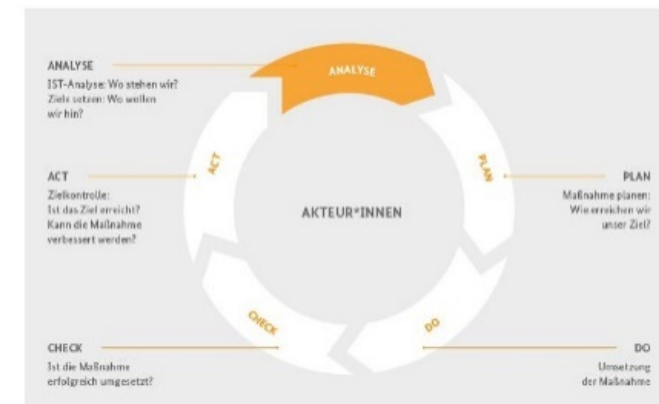 ANALYSE
IST-Analyse: Wo stehen wir?
Ziele setzen: Wo wollen
wir hin?
ANALYSE
ACT
Zielkontrolle:
Ist das Ziel erreicht?
Kann die Maßnahme
verbessert werden?
ACT
PLAN
PLAN
Maßnahme planen:
Wie erreichen wir
unser Ziel?
AKTEUR*INNEN
CHECK
DO
CHECK
Ist die Maßnahme
erfolgreich umgesetzt?
DO
Umsetzung
der Maßnahme